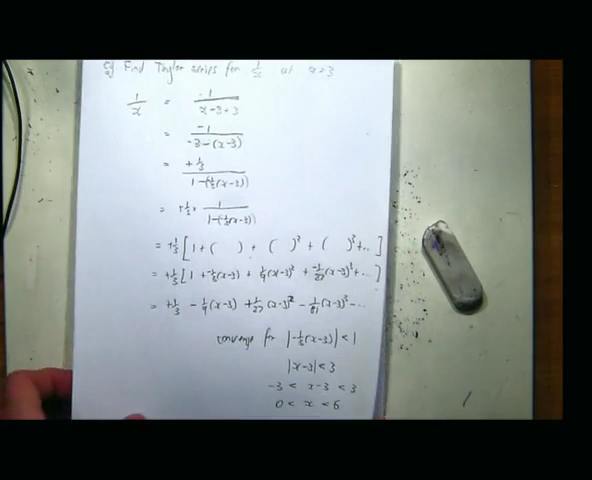 Eg Find Taylor series for 1/x at x=3
1/x = 1/(x-3+3)
= -1/(-3-(x-3))
= +1/3 / (1-(-1/3(x-3)))
= +1/3 · 1/(1-(-1/3(x-3)))
= +1/3 [1 + ( ) + ( )² + ( )³ + ...]
= +1/3 [1 + -1/3(x-3) + 1/9(x-3)² + -1/27(x-3)³ + ...]
= +1/3 - 1/9(x-3) + 1/27(x-3)² - 1/81(x-3)³ ...
converge for |-1/3(x-3)| < 1
|x-3| < 3
-3 < x-3 < 3
0 < x < 6